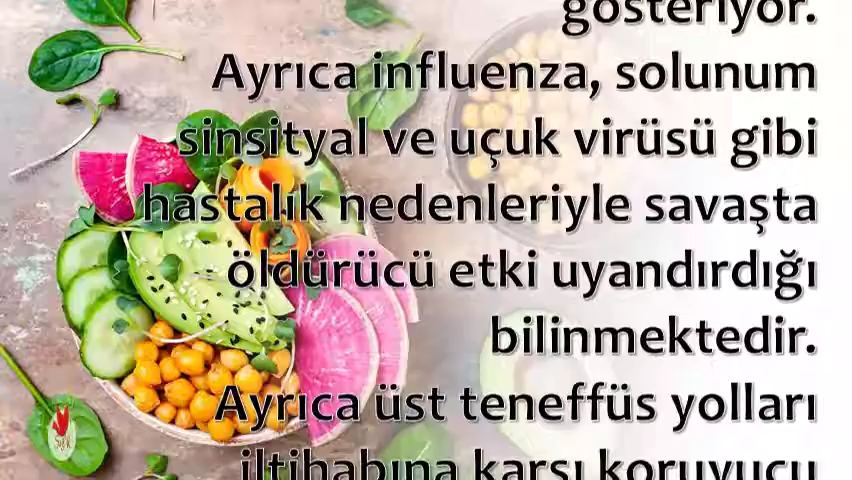 gösteriyor.
Ayrıca influenza, solunum
sinsityal ve uçuk virüsü gibi
hastalık nedenleriyle savaşta
öldürücü etki uyandırdığı
bilinmektedir.
Ayrıca üst teneffüs yolları
iltihabına karşı koruyucu